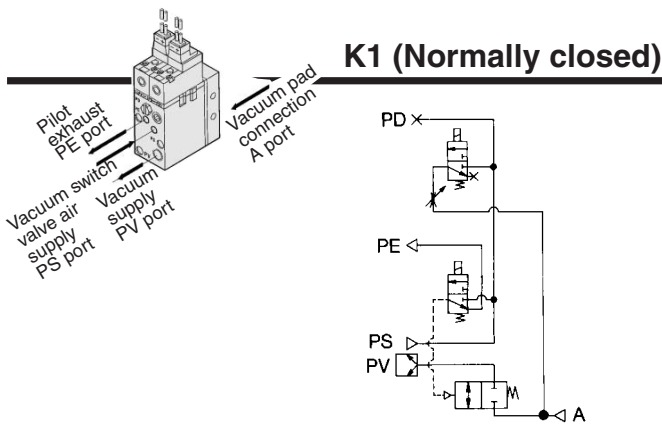 K1 (Normally closed)
Pilot
exhaust
PE port
Vacuum switch
valve air
supply
PS port
Vacuum
supply
PV port
Vacuum pad
connection
A port
PD
PE
PS
PV
A